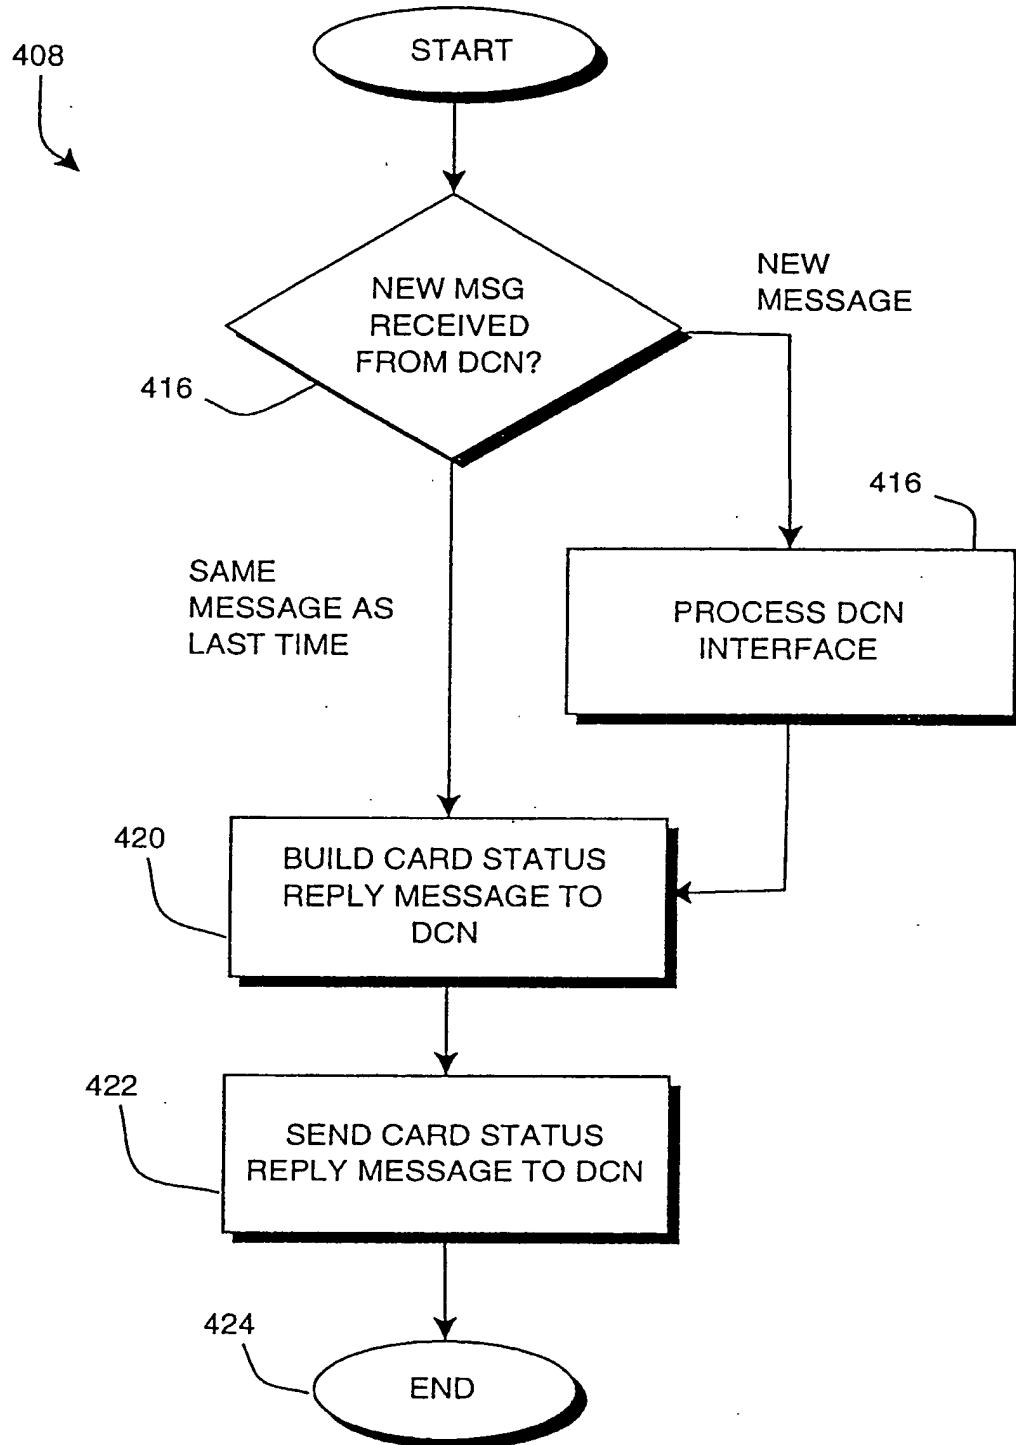 START
408
NEW MSG
RECEIVED
FROM DCN?
NEW
MESSAGE
416
416
SAME
MESSAGE AS
LAST TIME
PROCESS DCN
INTERFACE
420
BUILD CARD STATUS
REPLY MESSAGE TO
DCN
422
SEND CARD STATUS
REPLY MESSAGE TO DCN
424
END